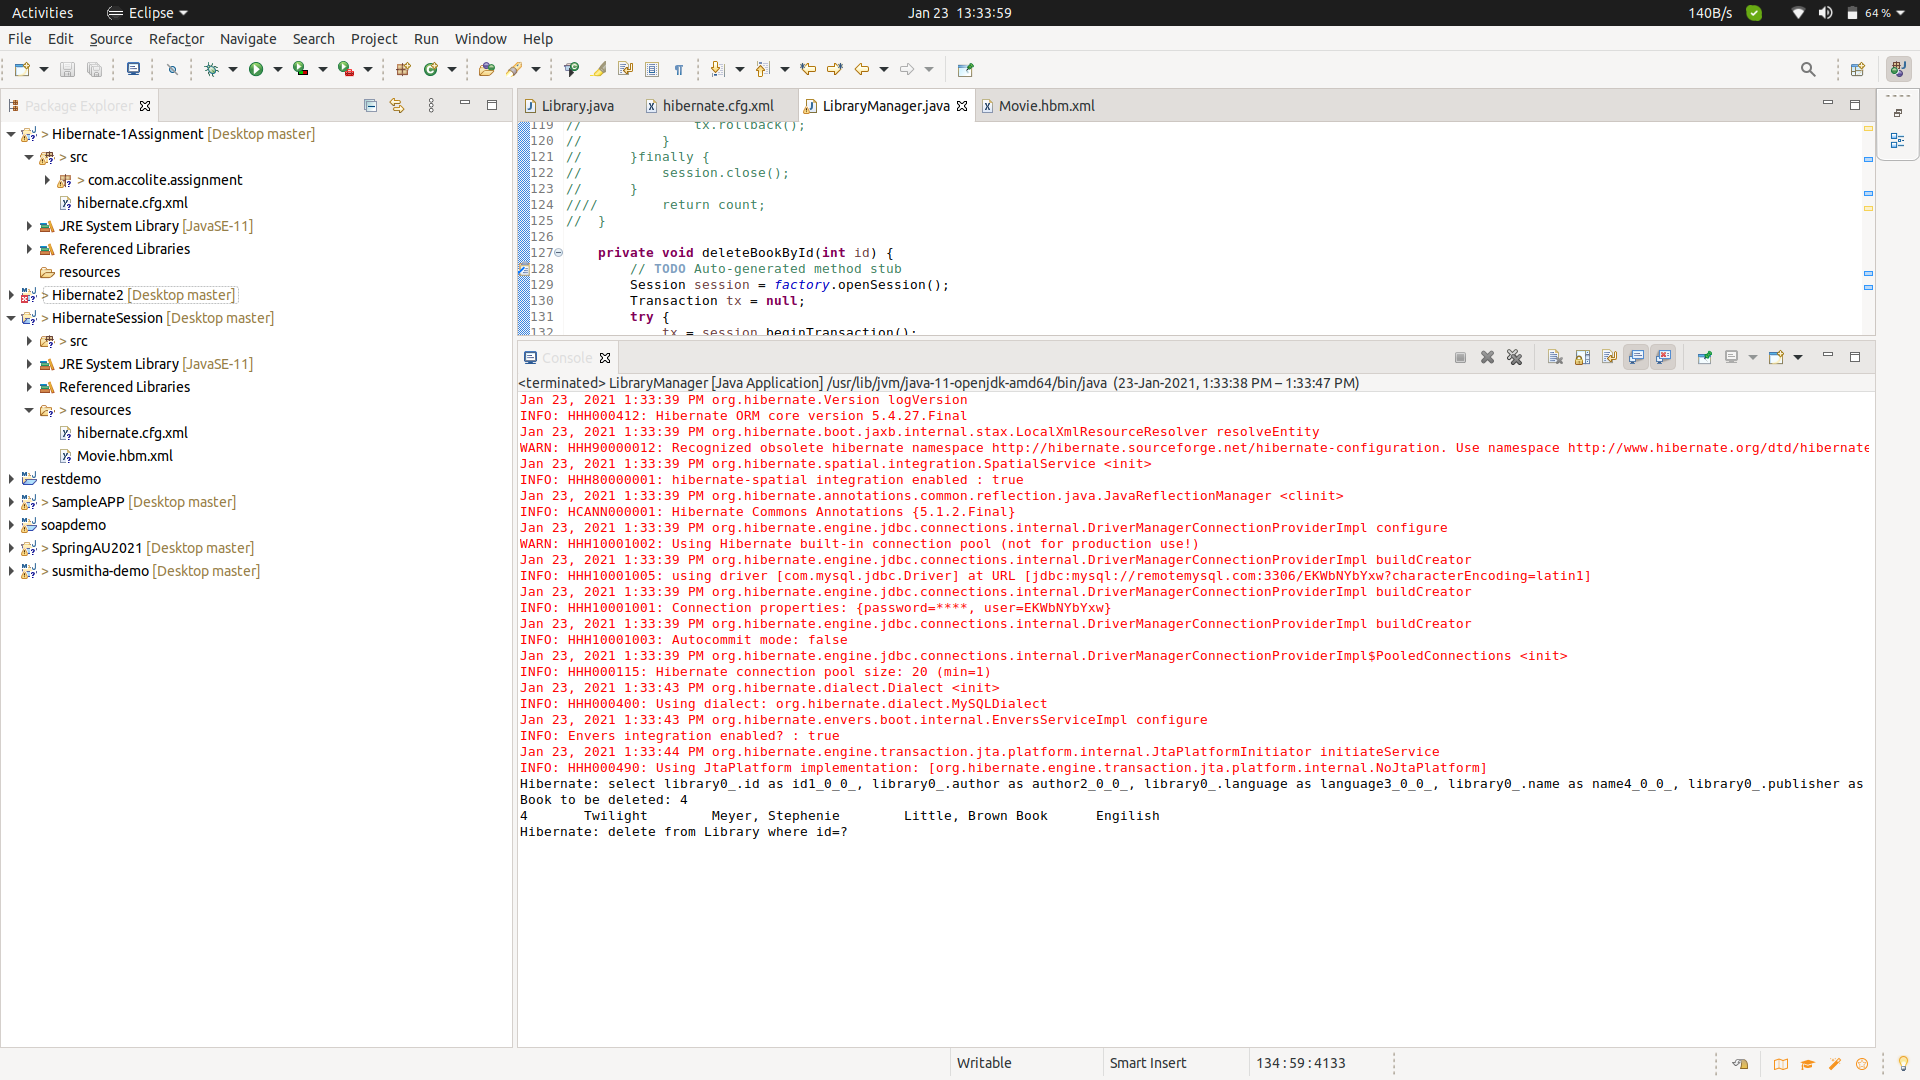 Activities Eclipse Jan 23 13:33:59 140B/s 64 %
File Edit Source Refactor Navigate Search Project Run Window Help
Package Explorer
> Hibernate-1Assignment [Desktop master]
> src
> com.accolite.assignment
hibernate.cfg.xml
JRE System Library [JavaSE-11]
Referenced Libraries
resources
> Hibernate2 [Desktop master]
> HibernateSession [Desktop master]
> src
JRE System Library [JavaSE-11]
Referenced Libraries
> resources
hibernate.cfg.xml
Movie.hbm.xml
restdemo
> SampleAPP [Desktop master]
soapdemo
> SpringAU2021 [Desktop master]
> susmitha-demo [Desktop master]
Library.java hibernate.cfg.xml LibraryManager.java Movie.hbm.xml
119 // tx.rollback();
120 // }
121 // }finally {
122 // session.close();
123 // }
124 //// return count;
125 // }
126
127 private void deleteBookById(int id) {
128 // TODO Auto-generated method stub
129 Session session = factory.openSession();
130 Transaction tx = null;
131 try {
132 tx = session.beginTransaction();
Console
<terminated> LibraryManager [Java Application] /usr/lib/jvm/java-11-openjdk-amd64/bin/java (23-Jan-2021, 1:33:38 PM – 1:33:47 PM)
Jan 23, 2021 1:33:39 PM org.hibernate.Version logVersion
INFO: HHH000412: Hibernate ORM core version 5.4.27.Final
Jan 23, 2021 1:33:39 PM org.hibernate.boot.jaxb.internal.stax.LocalXmlResourceResolver resolveEntity
WARN: HHH90000012: Recognized obsolete hibernate namespace http://hibernate.sourceforge.net/hibernate-configuration. Use namespace http://www.hibernate.org/dtd/hibernate
Jan 23, 2021 1:33:39 PM org.hibernate.spatial.integration.SpatialService <init>
INFO: HHH80000001: hibernate-spatial integration enabled : true
Jan 23, 2021 1:33:39 PM org.hibernate.annotations.common.reflection.java.JavaReflectionManager <clinit>
INFO: HCANN000001: Hibernate Commons Annotations {5.1.2.Final}
Jan 23, 2021 1:33:39 PM org.hibernate.engine.jdbc.connections.internal.DriverManagerConnectionProviderImpl configure
WARN: HHH10001002: Using Hibernate built-in connection pool (not for production use!)
Jan 23, 2021 1:33:39 PM org.hibernate.engine.jdbc.connections.internal.DriverManagerConnectionProviderImpl buildCreator
INFO: HHH10001005: using driver [com.mysql.jdbc.Driver] at URL [jdbc:mysql://remotemysql.com:3306/EKWbNYbYxw?characterEncoding=latin1]
Jan 23, 2021 1:33:39 PM org.hibernate.engine.jdbc.connections.internal.DriverManagerConnectionProviderImpl buildCreator
INFO: HHH10001001: Connection properties: {password=****, user=EKWbNYbYxw}
Jan 23, 2021 1:33:39 PM org.hibernate.engine.jdbc.connections.internal.DriverManagerConnectionProviderImpl buildCreator
INFO: HHH10001003: Autocommit mode: false
Jan 23, 2021 1:33:39 PM org.hibernate.engine.jdbc.connections.internal.DriverManagerConnectionProviderImpl$PooledConnections <init>
INFO: HHH000115: Hibernate connection pool size: 20 (min=1)
Jan 23, 2021 1:33:43 PM org.hibernate.dialect.Dialect <init>
INFO: HHH000400: Using dialect: org.hibernate.dialect.MySQLDialect
Jan 23, 2021 1:33:43 PM org.hibernate.envers.boot.internal.EnversServiceImpl configure
INFO: Envers integration enabled? : true
Jan 23, 2021 1:33:44 PM org.hibernate.engine.transaction.jta.platform.internal.JtaPlatformInitiator initiateService
INFO: HHH000490: Using JtaPlatform implementation: [org.hibernate.engine.transaction.jta.platform.internal.NoJtaPlatform]
Hibernate: select library0_.id as id1_0_0_, library0_.author as author2_0_0_, library0_.language as language3_0_0_, library0_.name as name4_0_0_, library0_.publisher as
Book to be deleted: 4
4 Twilight Meyer, Stephenie Little, Brown Book Engilish
Hibernate: delete from Library where id=?
Writable Smart Insert 134 : 59 : 4133